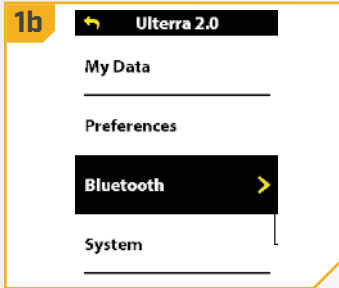 1b
Ulterra 2.0
My Data
Preferences
Bluetooth
System